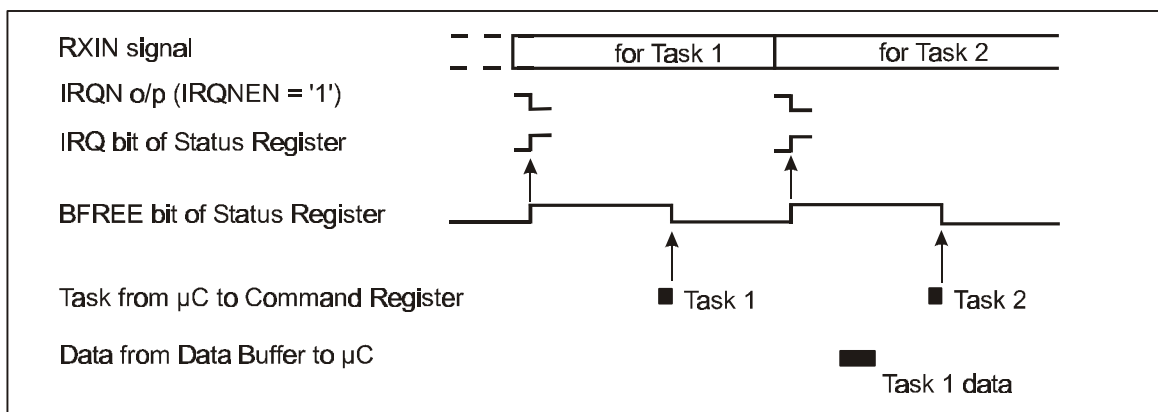 RXIN signal
for Task 1
for Task 2
IRQN o/p (IRQNEN = '1')
IRQ bit of Status Register
BFREE bit of Status Register
Task from µC to Command Register
Task 1
Task 2
Data from Data Buffer to µC
Task 1 data